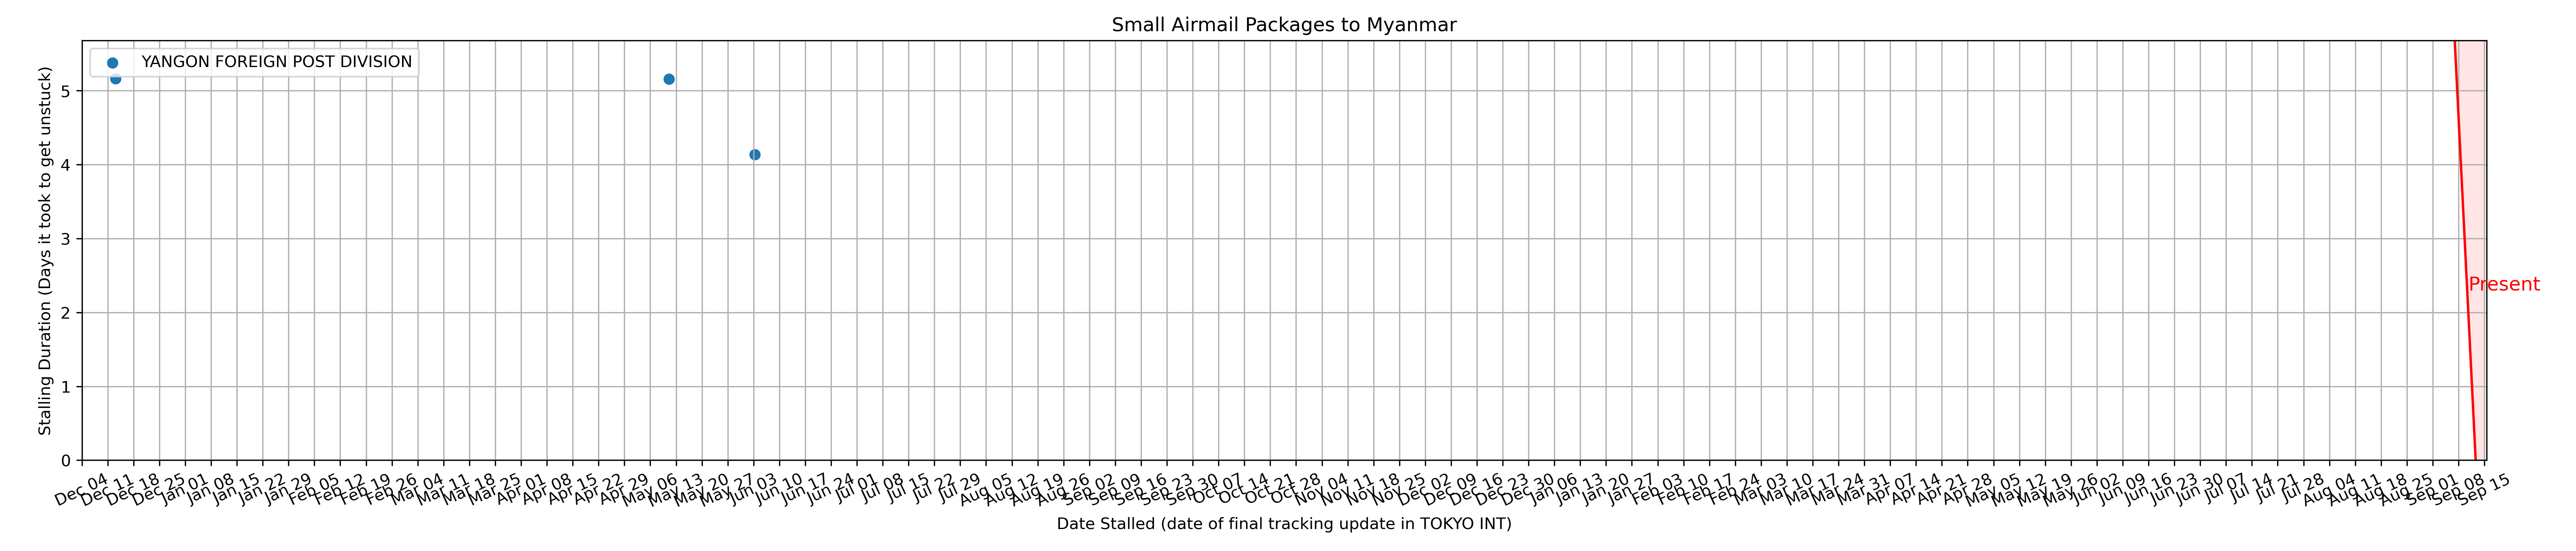 Small Airmail Packages to Myanmar
YANGON FOREIGN POST DIVISION
Stalling Duration (Days it took to get unstuck)
5
4
3
2
1
0
Present
Dec 04 Dec 11 Dec 18 Dec 25 Jan 01 Jan 08 Jan 15 Jan 22 Jan 29 Feb 05 Feb 12 Feb 19 Feb 26 Mar 04 Mar 11 Mar 18 Mar 25 Apr 01 Apr 08 Apr 15 Apr 22 Apr 29 May 06 May 13 May 20 May 27 Jun 03 Jun 10 Jun 17 Jun 24 Jul 01 Jul 08 Jul 15 Jul 22 Jul 29 Aug 05 Aug 12 Aug 19 Aug 26 Sep 02 Sep 09 Sep 16 Sep 23 Sep 30 Oct 07 Oct 14 Oct 21 Oct 28 Nov 04 Nov 11 Nov 18 Nov 25 Dec 02 Dec 09 Dec 16 Dec 23 Dec 30 Jan 06 Jan 13 Jan 20 Jan 27 Feb 03 Feb 10 Feb 17 Feb 24 Mar 03 Mar 10 Mar 17 Mar 24 Mar 31 Apr 07 Apr 14 Apr 21 Apr 28 May 05 May 12 May 19 May 26 Jun 02 Jun 09 Jun 16 Jun 23 Jun 30 Jul 07 Jul 14 Jul 21 Jul 28 Aug 04 Aug 11 Aug 18 Aug 25 Sep 01 Sep 08 Sep 15
Date Stalled (date of final tracking update in TOKYO INT)